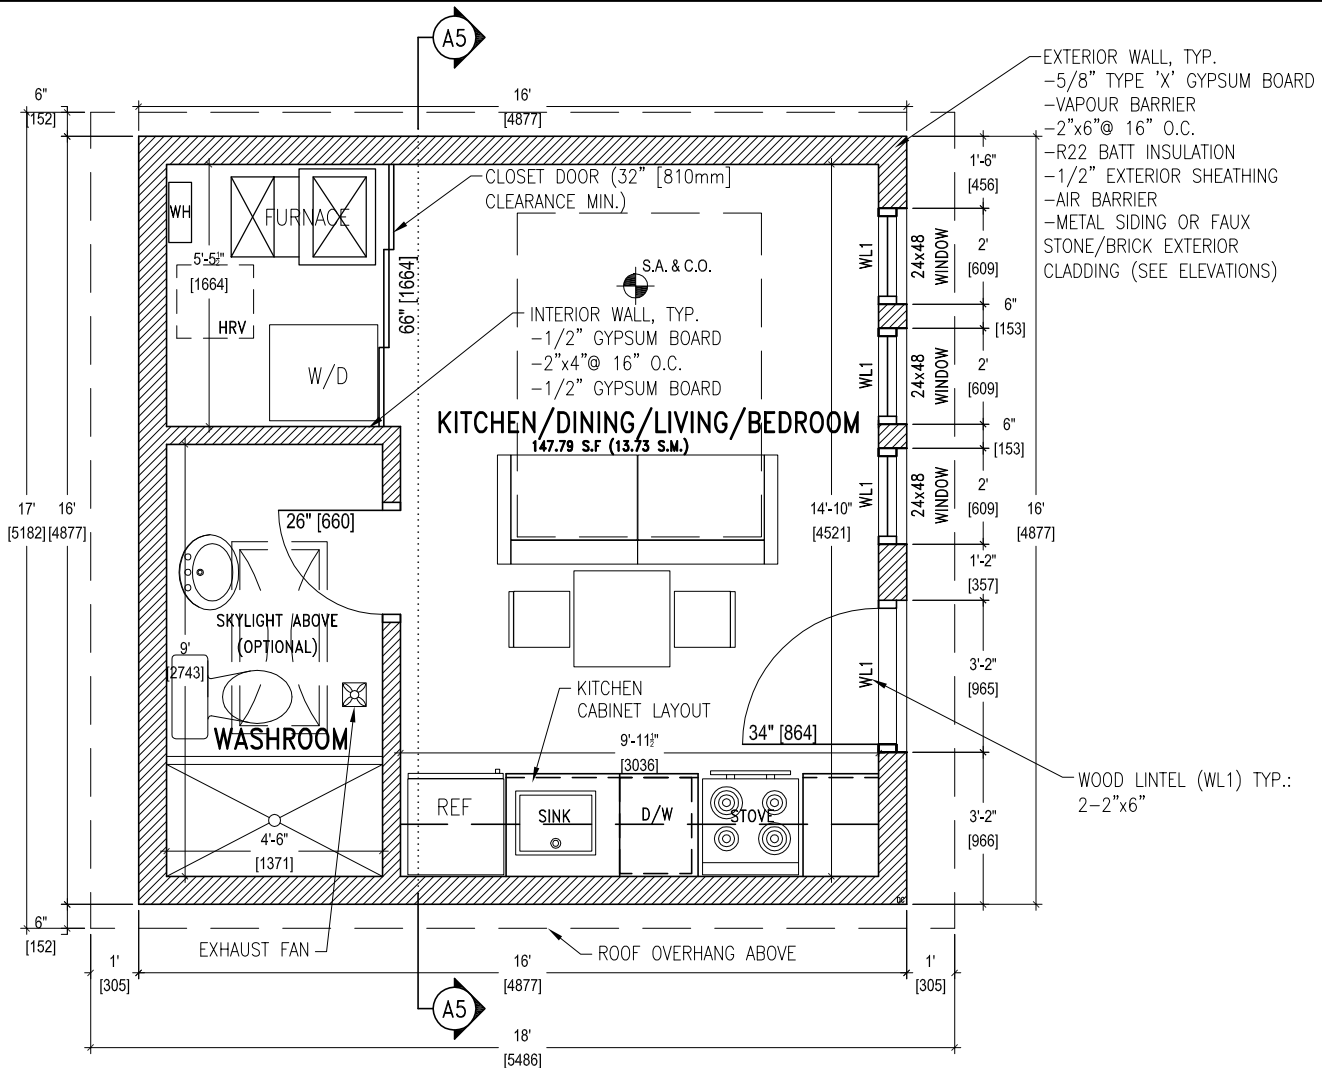 A5
6"
[152]
16'
[4877]
EXTERIOR WALL, TYP.
-5/8" TYPE 'X' GYPSUM BOARD
-VAPOUR BARRIER
-2"x6"@ 16" O.C.
-R22 BATT INSULATION
-1/2" EXTERIOR SHEATHING
-AIR BARRIER
-METAL SIDING OR FAUX
STONE/BRICK EXTERIOR
CLADDING (SEE ELEVATIONS)
1'-6"
[456]
CLOSET DOOR (32" [810mm]
CLEARANCE MIN.)
WH
FURNACE
5'-5½"
[1664]
HRV
W/D
66" [1664]
S.A. & C.O.
INTERIOR WALL, TYP.
-1/2" GYPSUM BOARD
-2"x4"@ 16" O.C.
-1/2" GYPSUM BOARD
WL1
24x48
WINDOW
2'
[609]
6"
[153]
WL1
24x48
WINDOW
2'
[609]
6"
[153]
WL1
24x48
WINDOW
2'
[609]
KITCHEN/DINING/LIVING/BEDROOM
147.79 S.F (13.73 S.M.)
17'
[5182]
16'
[4877]
26" [660]
14'-10"
[4521]
16'
[4877]
1'-2"
[357]
SKYLIGHT ABOVE
(OPTIONAL)
9'
[2743]
WASHROOM
KITCHEN
CABINET LAYOUT
WL1
3'-2"
[965]
34" [864]
9'-11½"
[3036]
WOOD LINTEL (WL1) TYP.:
2-2"x6"
REF
SINK
D/W
STOVE
3'-2"
[966]
4'-6"
[1371]
6"
[152]
EXHAUST FAN
ROOF OVERHANG ABOVE
1'
[305]
16'
[4877]
1'
[305]
A5
18'
[5486]